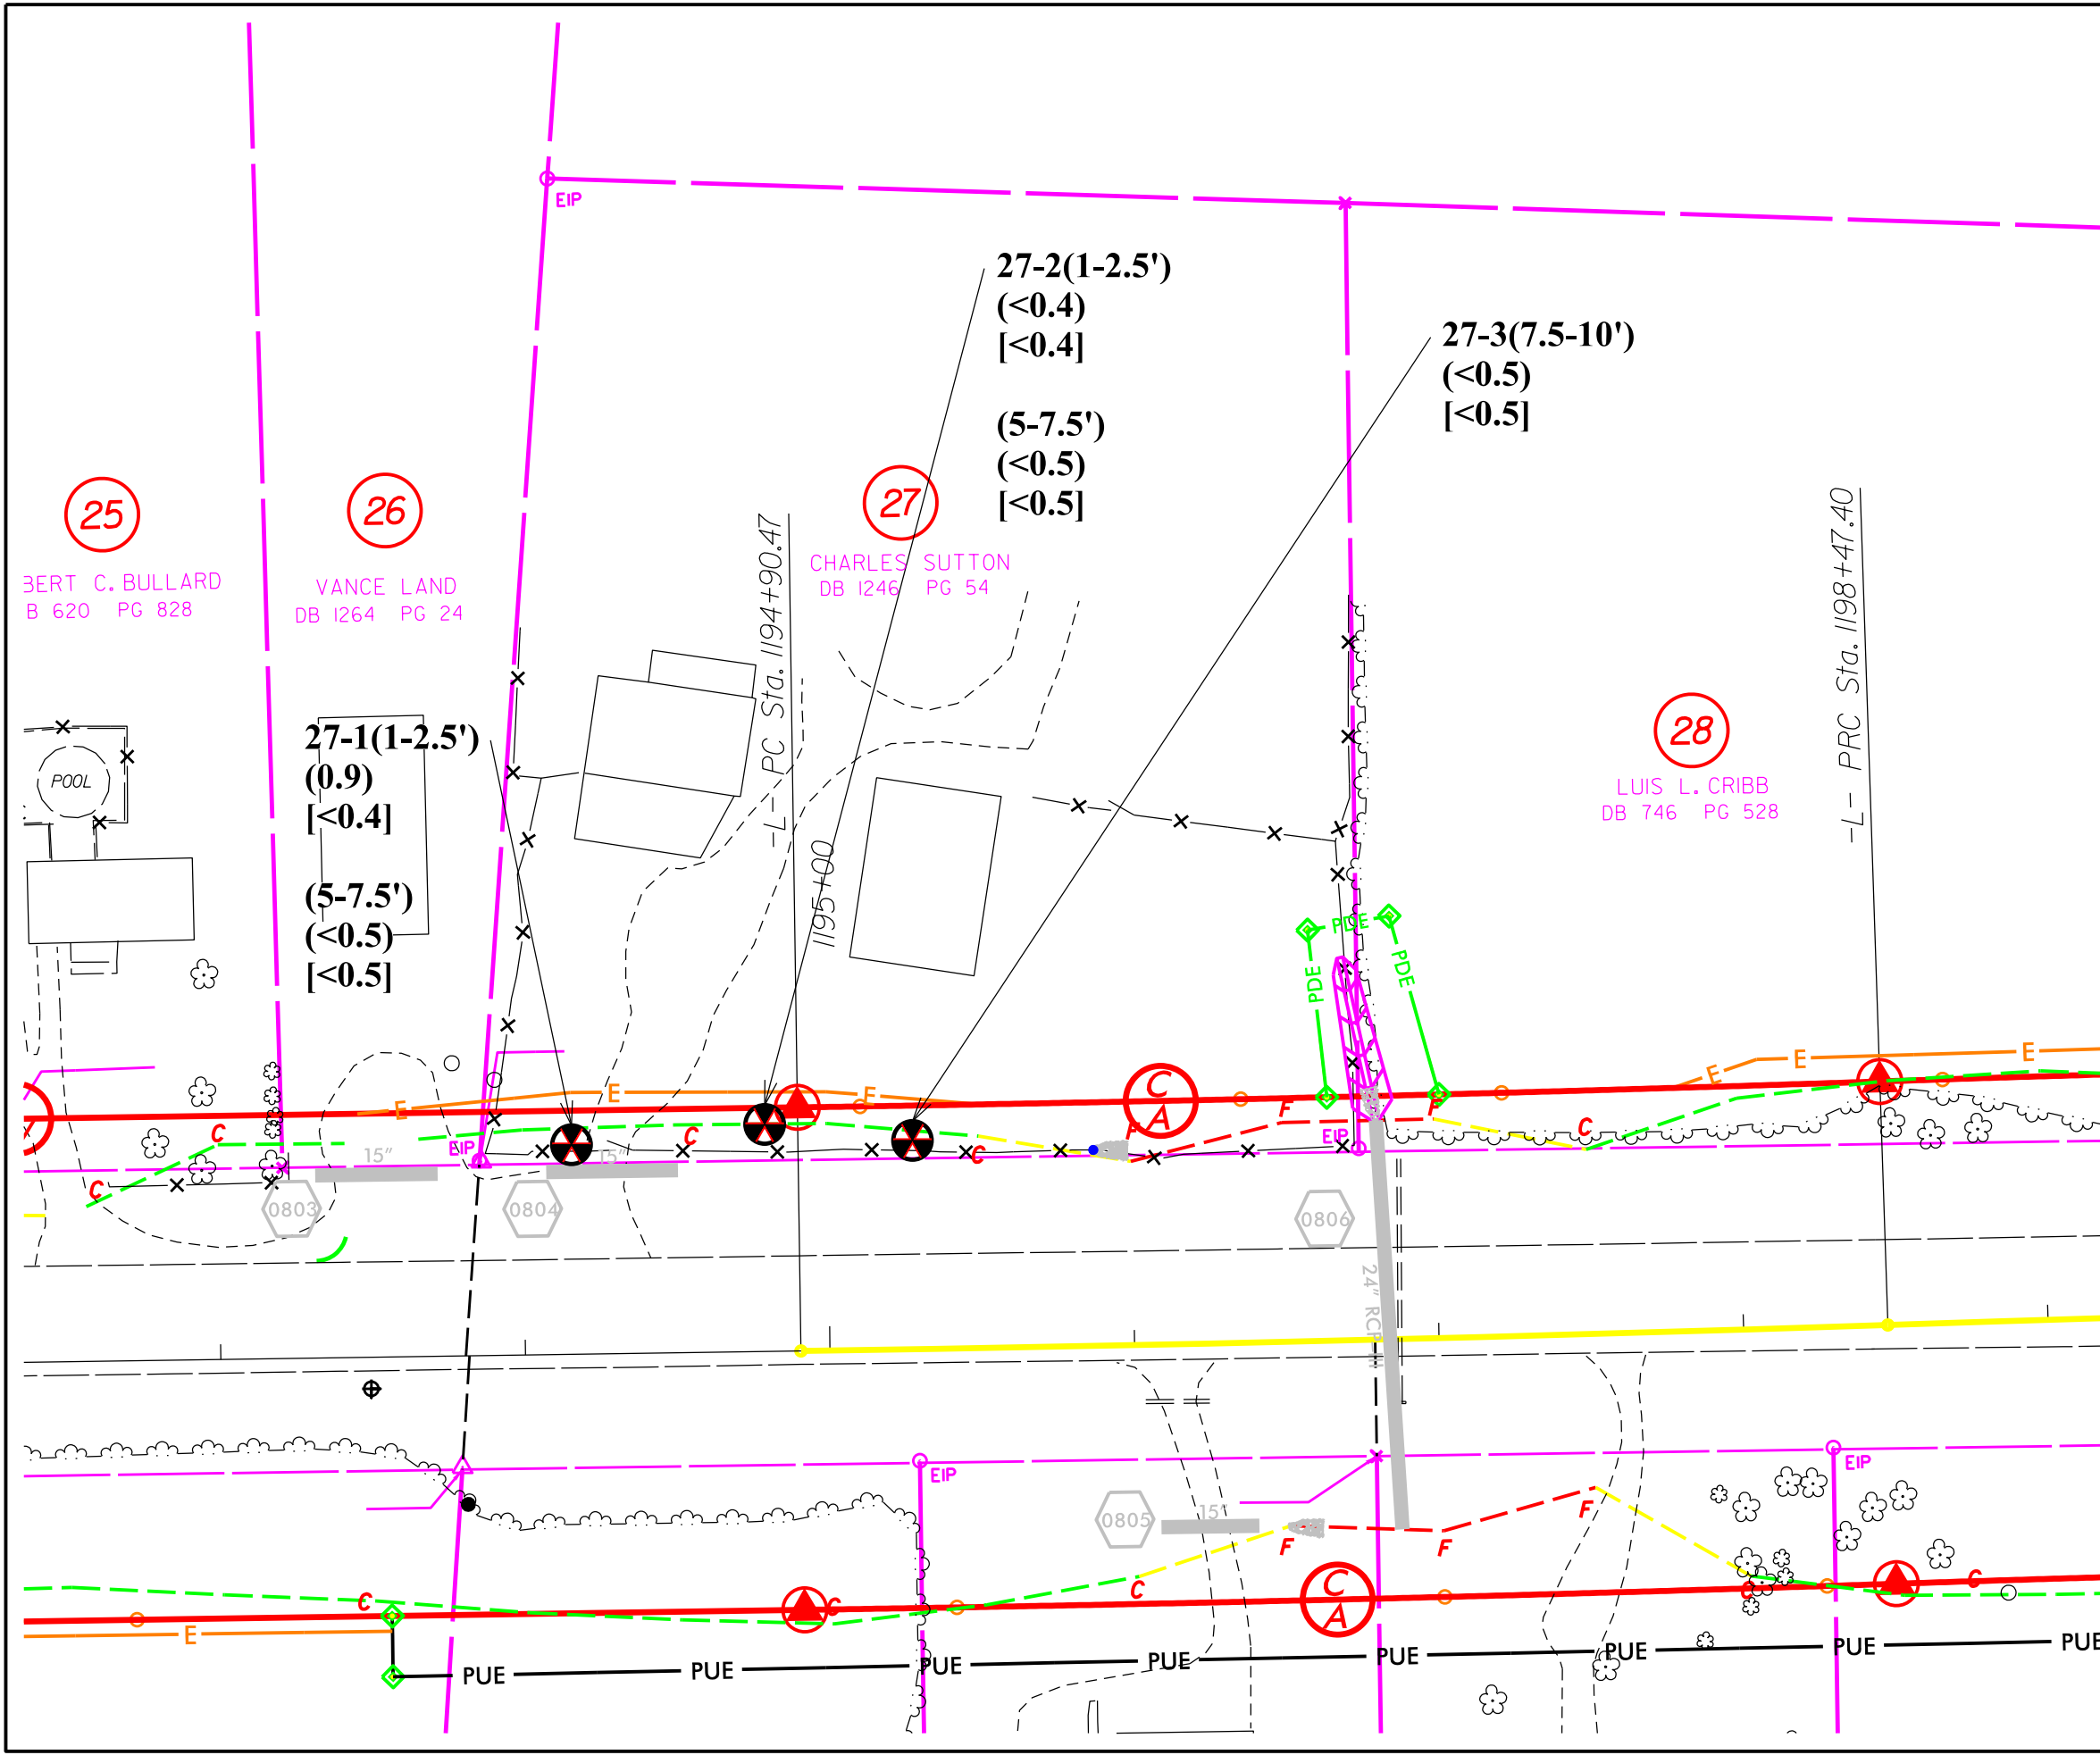 EIP
27-2(1-2.5')
(<0.4)
[<0.4]
(5-7.5')
(<0.5)
[<0.5]
27-3(7.5-10')
(<0.5)
[<0.5]
25
26
27
CHARLES SUTTON
DB 1246 PG 54
BERT C. BULLARD
B 620 PG 828
VANCE LAND
DB 1264 PG 24
-L- PC Sta. 1194+90.47
1195+00
-L- PRC Sta. 1198+47.40
28
LUIS L. CRIBB
DB 746 PG 528
27-1(1-2.5')
(0.9)
[<0.4]
(5-7.5')
(<0.5)
[<0.5]
POOL
PDE
PDE
PDE
E
E
E
E
E
E
C
A
C
C
C
C
C
F
F
F
EIP
EIP
15"
15"
0803
0804
0806
24" RCP-III
EIP
EIP
0805
15"
F
F
F
C
C
C
C
C
C
A
E
PUE
PUE
PUE
PUE
PUE
PUE
PUE
PUE